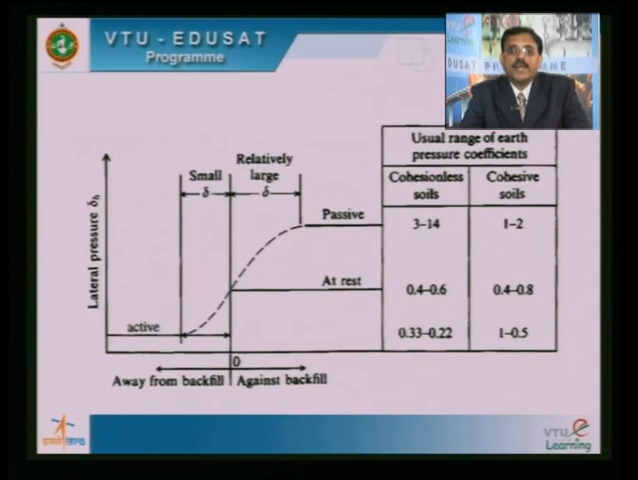 VTU - EDUSAT
Programme
Usual range of earth
pressure coefficients
Cohesionless
soils
Cohesive
soils
3–14
1–2
0.4–0.6
0.4–0.8
0.33–0.22
1–0.5
Relatively
large
δ
Small
δ
Passive
At rest
active
Lateral pressure δh
0
Away from backfill
Against backfill
VTU e
Learning